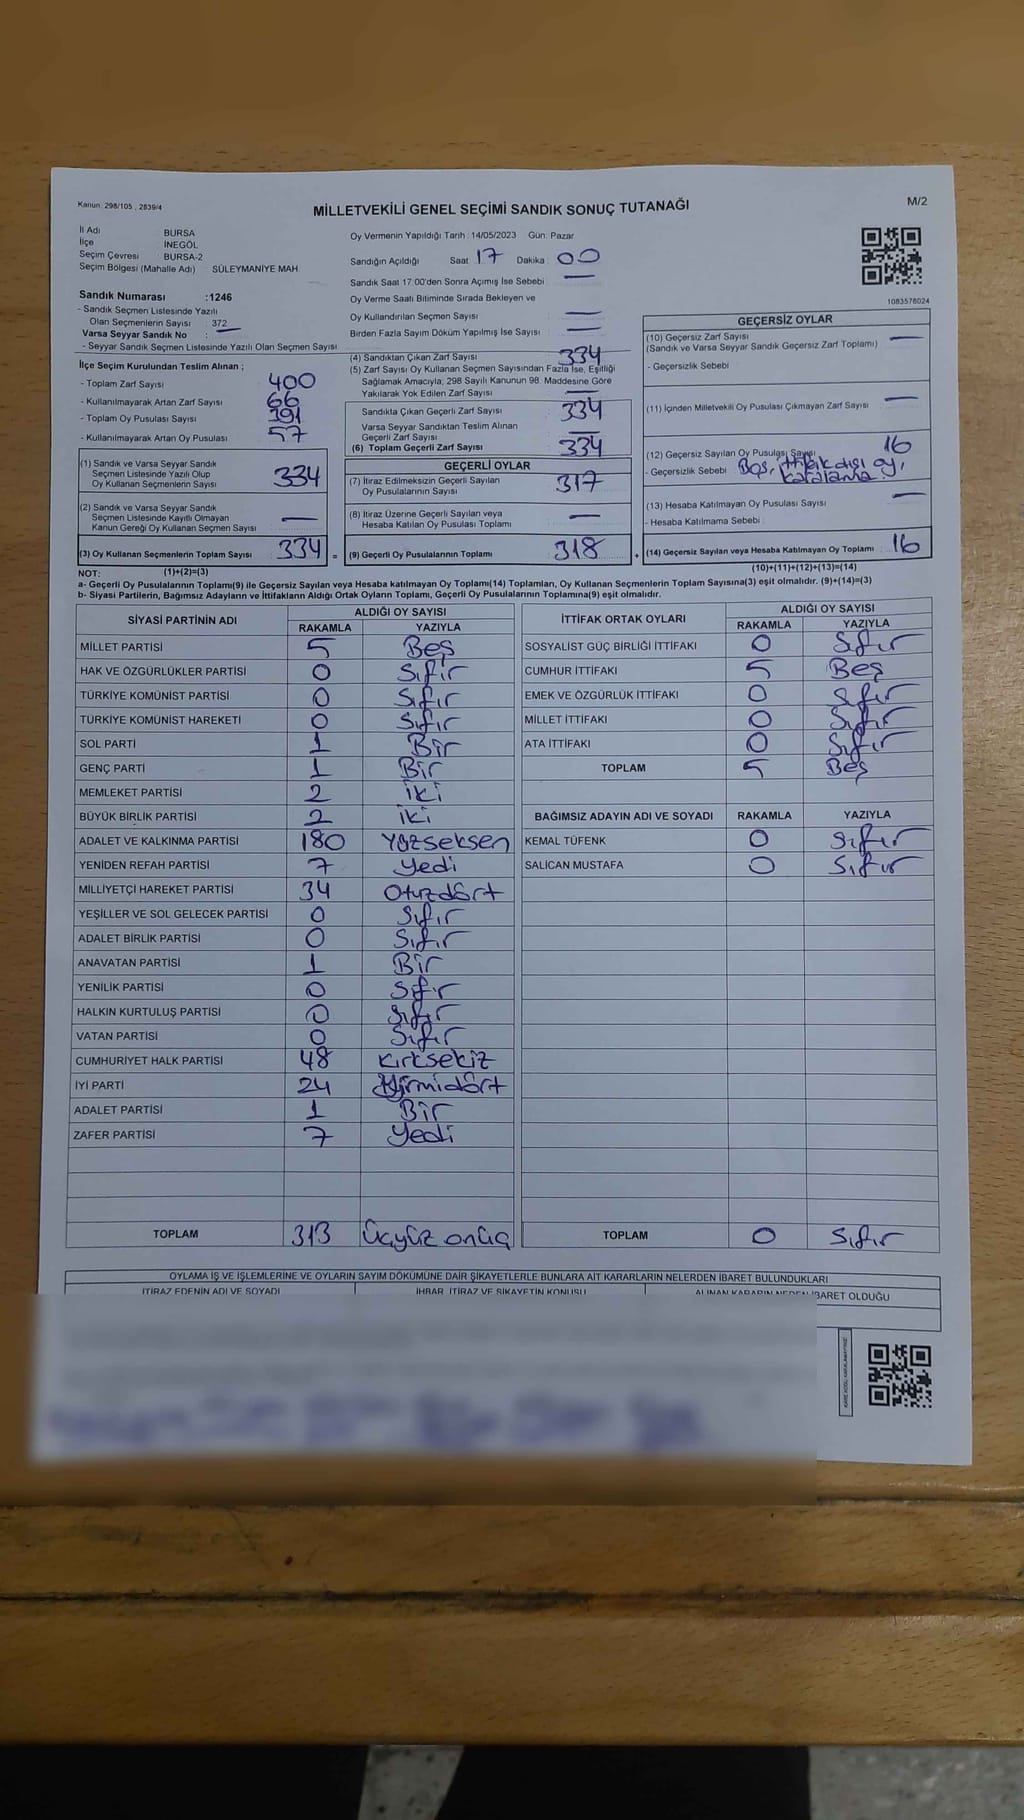 Kanun: 298/105 , 2839/4
MİLLETVEKİLİ GENEL SEÇİMİ SANDIK SONUÇ TUTANAĞI
M/2
İl Adı BURSA
İlçe İNEGÖL
Seçim Çevresi BURSA-2
Seçim Bölgesi (Mahalle Adı) SÜLEYMANİYE MAH.
Sandık Numarası :1246
- Sandık Seçmen Listesinde Yazılı
Olan Seçmenlerin Sayısı : 372
Varsa Seyyar Sandık No : —
- Seyyar Sandık Seçmen Listesinde Yazılı Olan Seçmen Sayısı
Oy Vermenin Yapıldığı Tarih :14/05/2023 Gün: Pazar
Sandığın Açıldığı Saat 17 Dakika : 00
Sandık Saat 17:00'den Sonra Açımış İse Sebebi : —
Oy Verme Saati Bitiminde Sırada Bekleyen ve
Oy Kullandırılan Seçmen Sayısı : —
Birden Fazla Sayım Döküm Yapılmış İse Sayısı : —
1083578024
İlçe Seçim Kurulundan Teslim Alınan ;
- Toplam Zarf Sayısı : 400
- Kullanılmayarak Artan Zarf Sayısı : 66
- Toplam Oy Pusulası Sayısı : 391
- Kullanılmayarak Artan Oy Pusulası : 57
(1) Sandık ve Varsa Seyyar Sandık
Seçmen Listesinde Yazılı Olup
Oy Kullanan Seçmenlerin Sayısı 334
(2) Sandık ve Varsa Seyyar Sandık
Seçmen Listesinde Kayıtlı Olmayan
Kanun Gereği Oy Kullanan Seçmen Sayısı —
(3) Oy Kullanan Seçmenlerin Toplam Sayısı 334 =
(1)+(2)=(3)
(4) Sandıktan Çıkan Zarf Sayısı 334
(5) Zarf Sayısı Oy Kullanan Seçmen Sayısından Fazla İse, Eşitliği
Sağlamak Amacıyla; 298 Sayılı Kanunun 98. Maddesine Göre
Yakılarak Yok Edilen Zarf Sayısı —
Sandıkta Çıkan Geçerli Zarf Sayısı 334
Varsa Seyyar Sandıktan Teslim Alınan
Geçerli Zarf Sayısı —
(6) Toplam Geçerli Zarf Sayısı 334
GEÇERLİ OYLAR
(7) İtiraz Edilmeksizin Geçerli Sayılan
Oy Pusulalarının Sayısı 317
(8) İtiraz Üzerine Geçerli Sayılan veya
Hesaba Katılan Oy Pusulası Toplamı —
(9) Geçerli Oy Pusulalarının Toplamı 318 +
GEÇERSİZ OYLAR
(10) Geçersiz Zarf Sayısı —
(Sandık ve Varsa Seyyar Sandık Geçersiz Zarf Toplamı)
- Geçersizlik Sebebi :
(11) İçinden Milletvekili Oy Pusulası Çıkmayan Zarf Sayısı —
(12) Geçersiz Sayılan Oy Pusulası Sayısı 16
- Geçersizlik Sebebi : Boş, ittifak dışı oy,
karalama.
(13) Hesaba Katılmayan Oy Pusulası Sayısı —
- Hesaba Katılmama Sebebi :
(14) Geçersiz Sayılan veya Hesaba Katılmayan Oy Toplamı 16
(10)+(11)+(12)+(13)=(14)
NOT:
a- Geçerli Oy Pusulalarının Toplamı(9) ile Geçersiz Sayılan veya Hesaba katılmayan Oy Toplamı(14) Toplamları, Oy Kullanan Seçmenlerin Toplam Sayısına(3) eşit olmalıdır. (9)+(14)=(3)
b- Siyasi Partilerin, Bağımsız Adayların ve İttifakların Aldığı Ortak Oyların Toplamı, Geçerli Oy Pusulalarının Toplamına(9) eşit olmalıdır.
SİYASİ PARTİNİN ADI ALDIĞI OY SAYISI
RAKAMLA YAZIYLA
MİLLET PARTİSİ 5 Beş
HAK VE ÖZGÜRLÜKLER PARTİSİ 0 Sıfır
TÜRKİYE KOMÜNİST PARTİSİ 0 Sıfır
TÜRKİYE KOMÜNİST HAREKETİ 0 Sıfır
SOL PARTİ 1 Bir
GENÇ PARTİ 1 Bir
MEMLEKET PARTİSİ 2 iki
BÜYÜK BİRLİK PARTİSİ 2 iki
ADALET VE KALKINMA PARTİSİ 180 Yüzseksen
YENİDEN REFAH PARTİSİ 7 Yedi
MİLLİYETÇİ HAREKET PARTİSİ 34 Otuzdört
YEŞİLLER VE SOL GELECEK PARTİSİ 0 Sıfır
ADALET BİRLİK PARTİSİ 0 Sıfır
ANAVATAN PARTİSİ 1 Bir
YENİLİK PARTİSİ 0 Sıfır
HALKIN KURTULUŞ PARTİSİ 0 Sıfır
VATAN PARTİSİ 0 Sıfır
CUMHURİYET HALK PARTİSİ 48 Kırksekiz
İYİ PARTİ 24 Yirmidört
ADALET PARTİSİ 1 Bir
ZAFER PARTİSİ 7 Yedi
TOPLAM 313 Üçyüz onüç
İTTİFAK ORTAK OYLARI ALDIĞI OY SAYISI
RAKAMLA YAZIYLA
SOSYALİST GÜÇ BİRLİĞİ İTTİFAKI 0 Sıfır
CUMHUR İTTİFAKI 5 Beş
EMEK VE ÖZGÜRLÜK İTTİFAKI 0 Sıfır
MİLLET İTTİFAKI 0 Sıfır
ATA İTTİFAKI 0 Sıfır
TOPLAM 5 Beş
BAĞIMSIZ ADAYIN ADI VE SOYADI RAKAMLA YAZIYLA
KEMAL TÜFENK 0 Sıfır
SALİCAN MUSTAFA 0 Sıfır
TOPLAM 0 Sıfır
OYLAMA İŞ VE İŞLEMLERİNE VE OYLARIN SAYIM DÖKÜMÜNE DAİR ŞİKAYETLERLE BUNLARA AİT KARARLARIN NELERDEN İBARET BULUNDUKLARI
İTİRAZ EDENİN ADI VE SOYADI İHBAR, İTİRAZ VE ŞİKAYETİN KONUSU ALINAN KARARIN NEDEN İBARET OLDUĞU